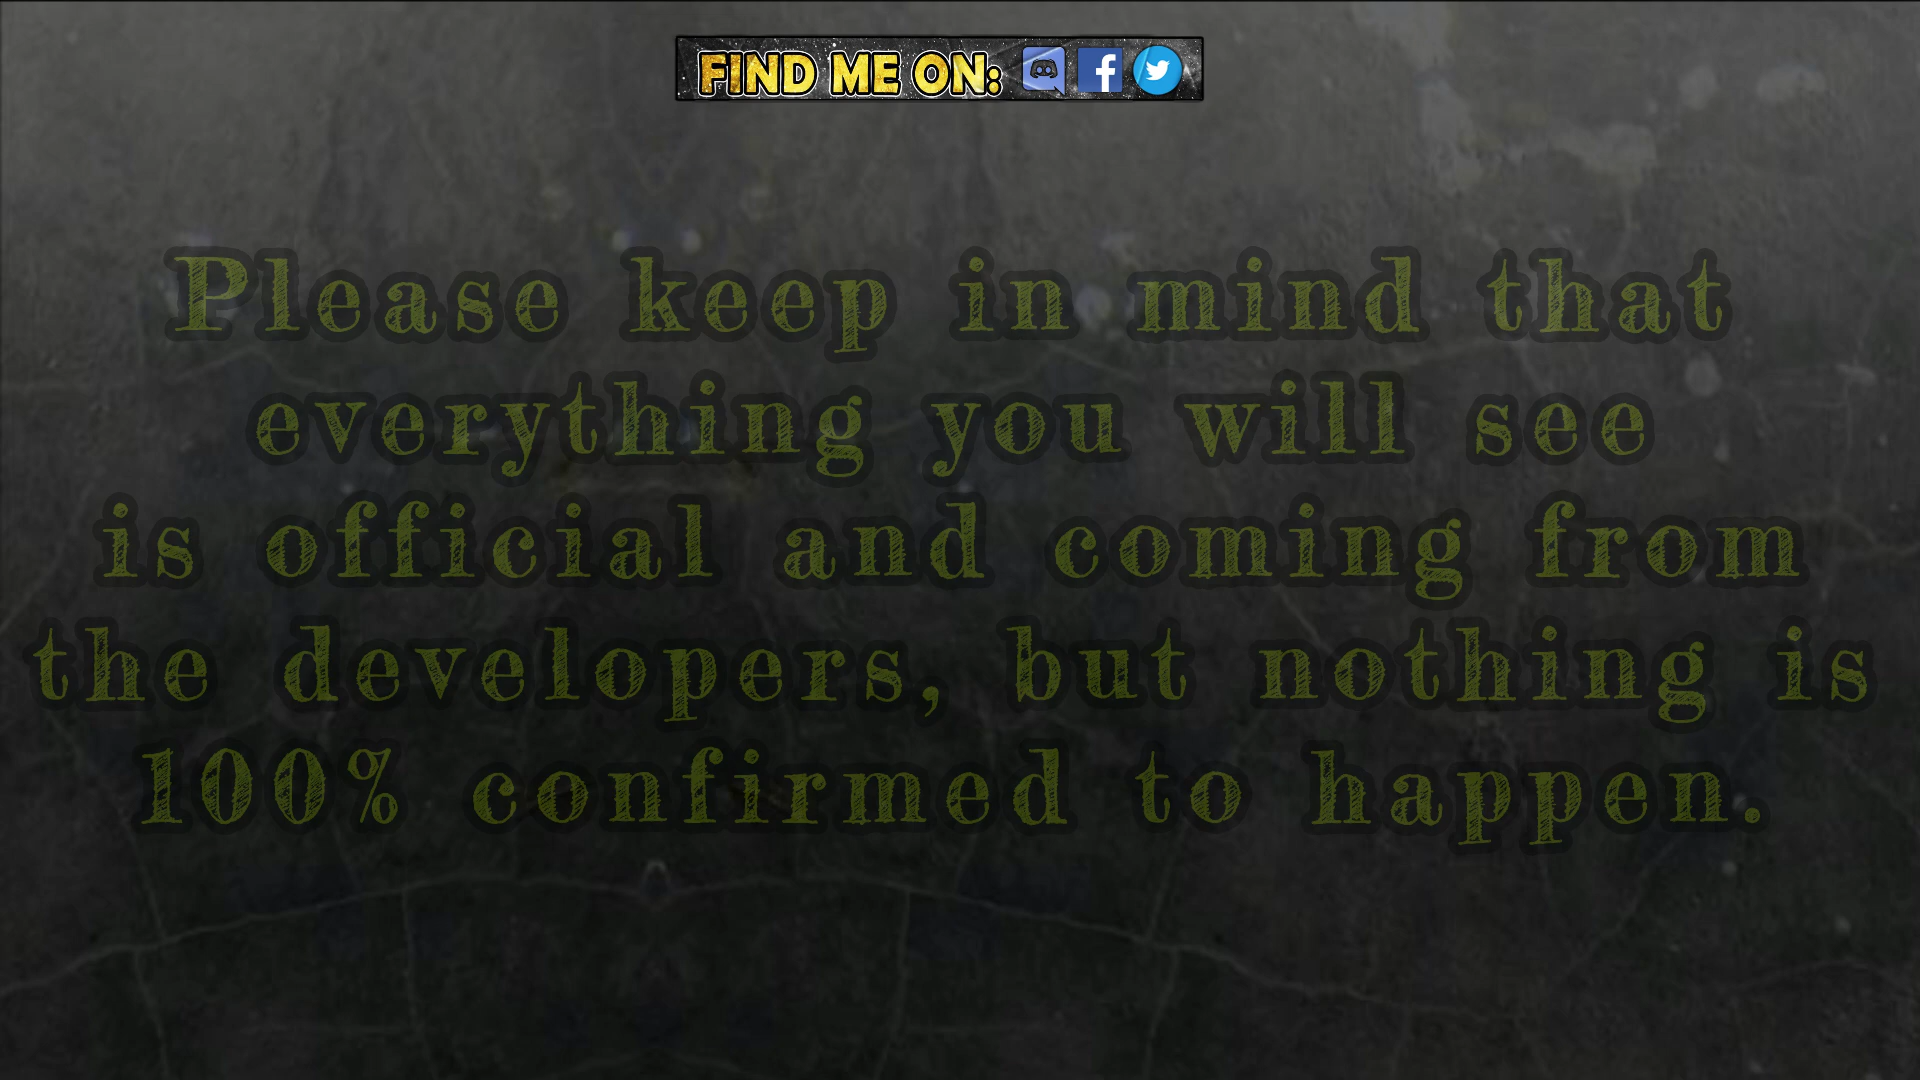 FIND ME ON:
Please keep in mind that
everything you will see
is official and coming from
the developers, but nothing is
100% confirmed to happen.